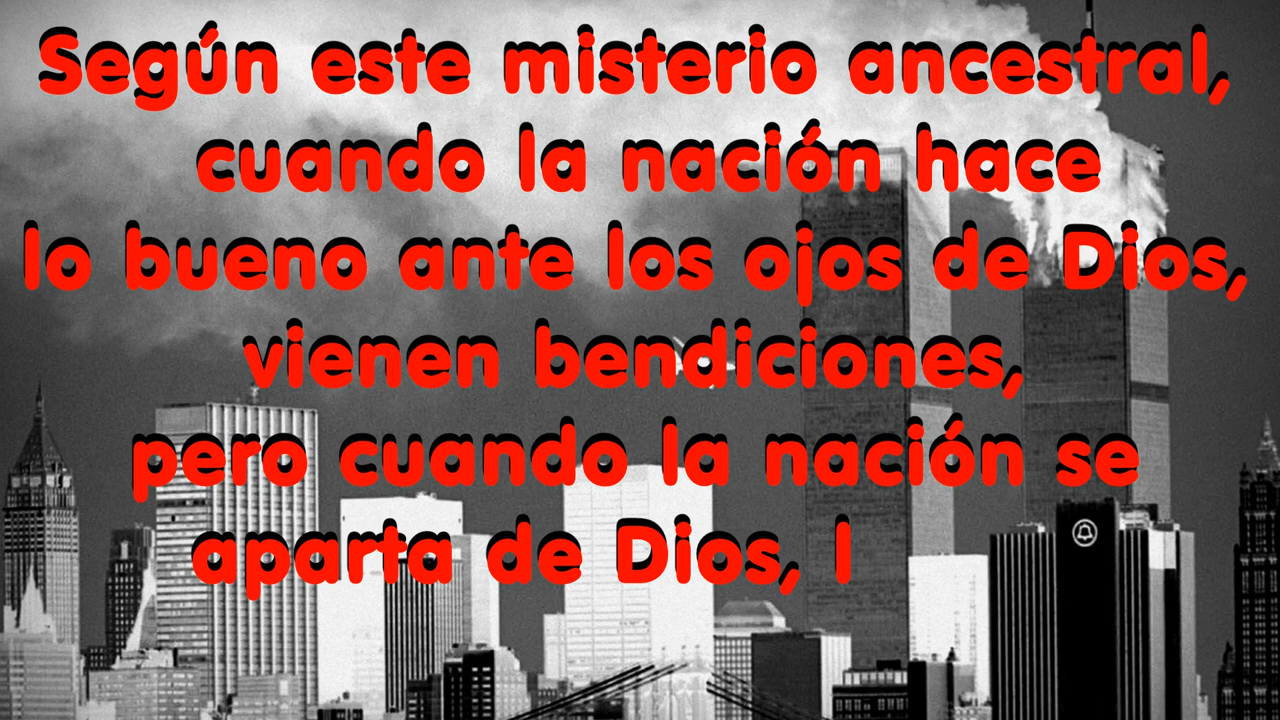 Según este misterio ancestral,
cuando la nación hace
lo bueno ante los ojos de Dios,
vienen bendiciones,
pero cuando la nación se
aparta de Dios, l